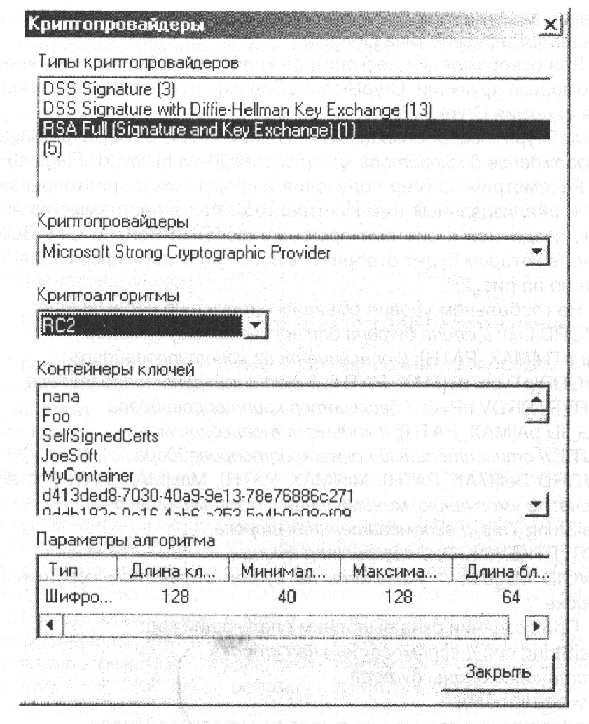 Криптопровайдеры
Типы криптопровайдеров
DSS Signature (3)
DSS Signature with Diffie-Hellman Key Exchange (13)
RSA Full (Signature and Key Exchange) (1)
(5)
Криптопровайдеры
Microsoft Strong Cryptographic Provider
Криптоалгоритмы
RC2
Контейнеры ключей
nana
Foo
SelfSignedCerts
JoeSoft
MyContainer
d413ded8-7030-40a9-9e13-78e76886c271
Параметры алгоритма
Тип Длина кл... Минимал... Максима... Длина бл...
Шифро... 128 40 128 64
Закрыть